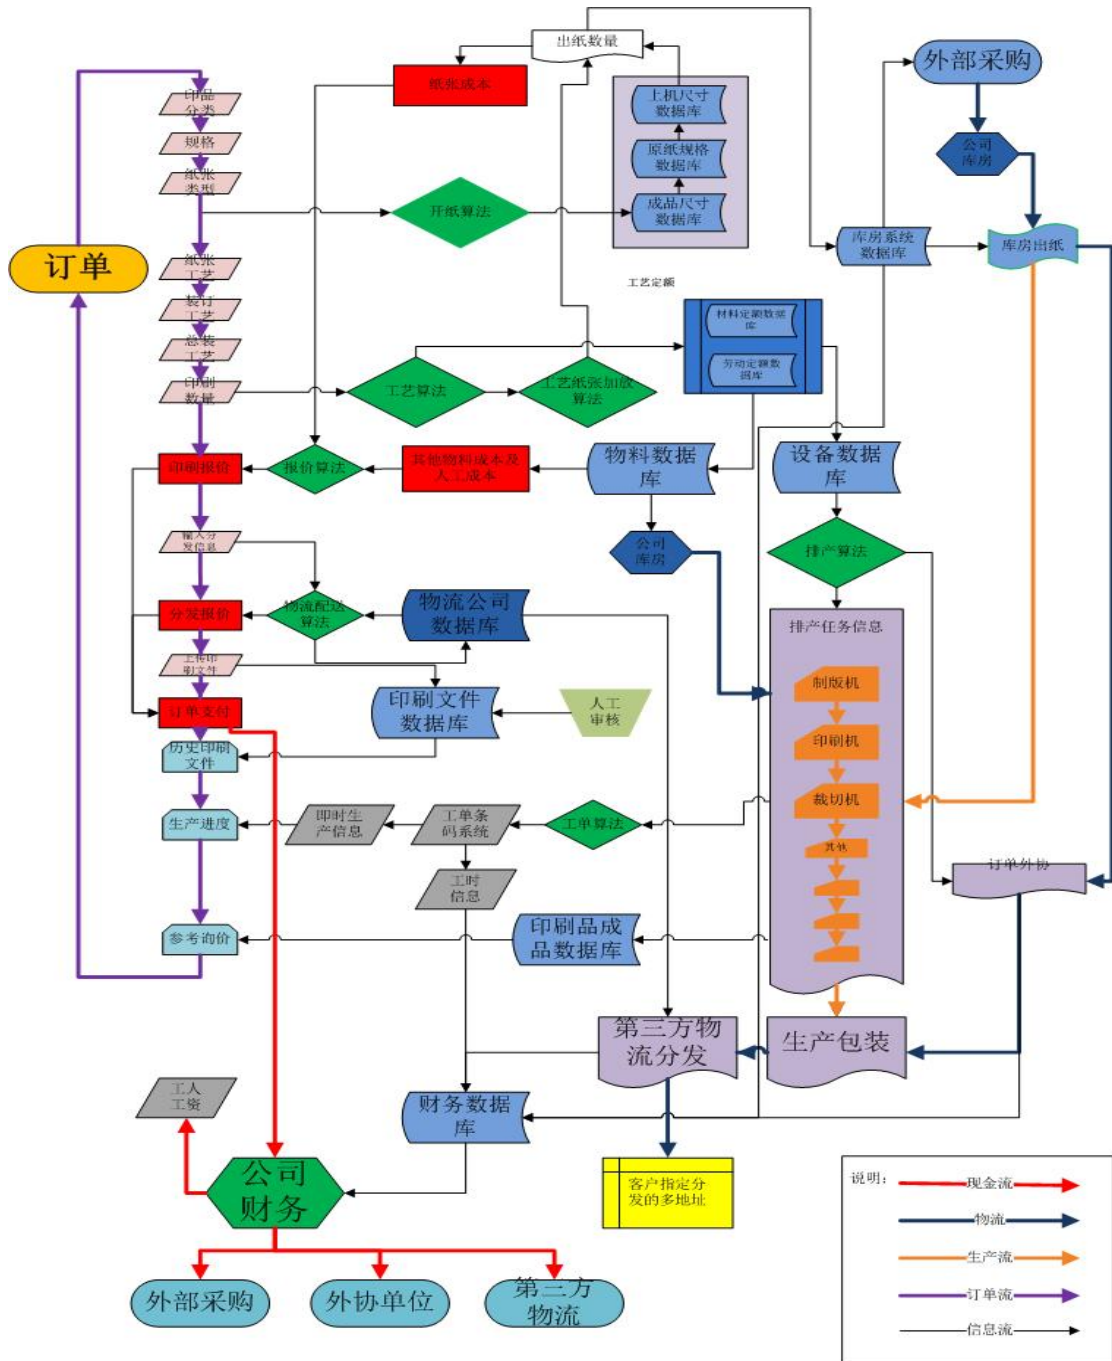 出纸数量
外部采购
纸张成本
印品
分类
上机尺寸
数据库
规格
原纸规格
数据库
公司
库房
纸张
类型
开纸算法
成品尺寸
数据库
库房系统
数据库
库房出纸
订单
纸张
工艺
工艺定额
装订
工艺
材料定额数据
库
总装
工艺
劳动定额数
据库
印刷
数量
工艺算法
工艺纸张加放
算法
印刷报价
报价算法
其他物料成本及
人工成本
物料数据
库
设备数据
库
输入分
发信息
公司
库房
排产算法
分发报价
物流配送
算法
物流公司
数据库
排产任务信息
上传印
刷文件
制版机
订单支付
印刷文件
数据库
人工
审核
历史印刷
文件
印刷机
裁切机
生产进度
即时生
产信息
工单条
码系统
工单算法
其他
工时
信息
订单外协
参考询价
印刷品成
品数据库
第三方物
流分发
生产包装
工人
工资
财务数据
库
公司
财务
客户指定分
发的多地址
说明：
现金流
物流
生产流
订单流
信息流
外部采购
外协单位
第三方
物流